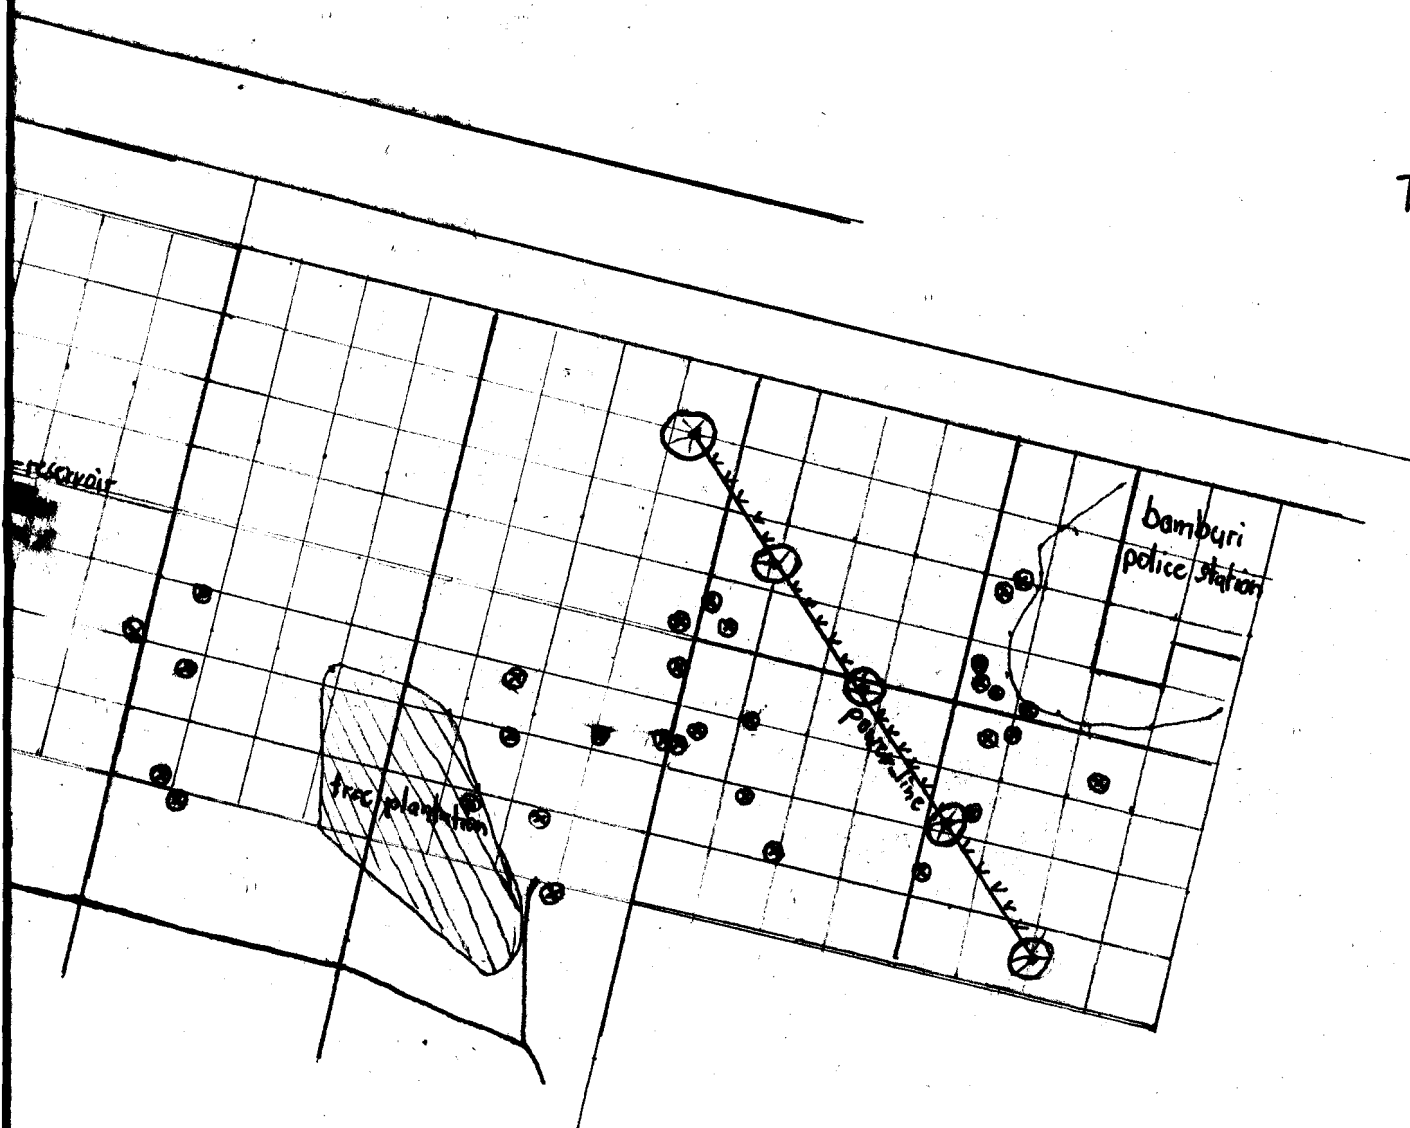 reservoir
bamburi
police station
power-line
tree plantation
T